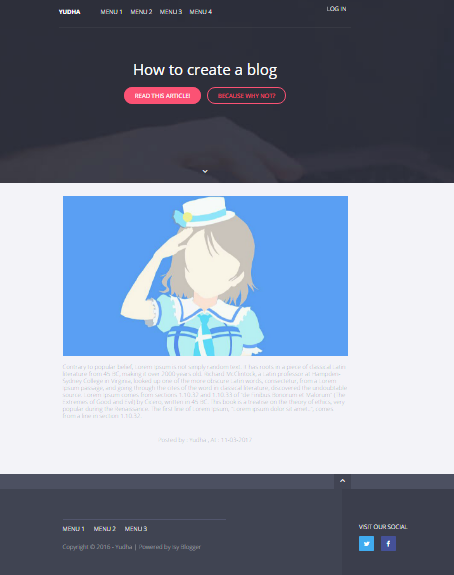 YUDHA MENU 1 MENU 2 MENU 3 MENU 4 LOG IN
How to create a blog
READ THIS ARTICLE! BECAUSE WHY NOT?
Contrary to popular belief, Lorem Ipsum is not simply random text. It has roots in a piece of classical Latin
literature from 45 BC, making it over 2000 years old. Richard McClintock, a Latin professor at Hampden-
Sydney College in Virginia, looked up one of the more obscure Latin words, consectetur, from a Lorem
Ipsum passage, and going through the cites of the word in classical literature, discovered the undoubtable
source. Lorem Ipsum comes from sections 1.10.32 and 1.10.33 of "de Finibus Bonorum et Malorum" (The
Extremes of Good and Evil) by Cicero, written in 45 BC. This book is a treatise on the theory of ethics, very
popular during the Renaissance. The first line of Lorem Ipsum, "Lorem ipsum dolor sit amet..", comes
from a line in section 1.10.32.
Posted by : Yudha , At :
MENU 1 MENU 2 MENU 3
Copyright © 2016 - Yudha | Powered by Blogger
VISIT OUR SOCIAL